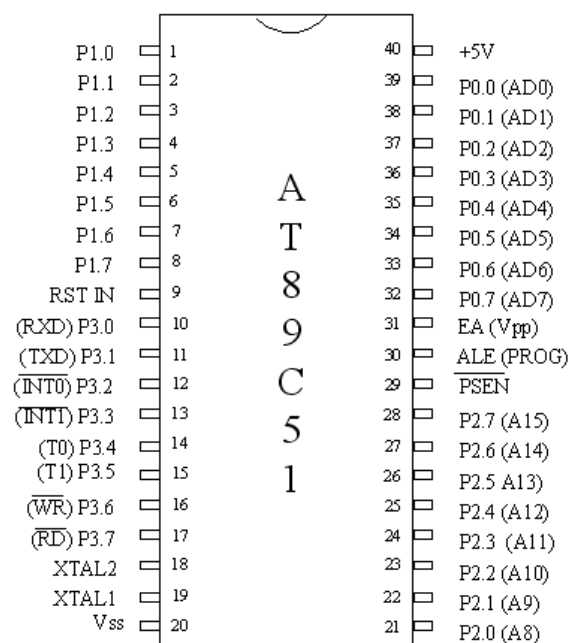 P1.0 1 40 +5V
P1.1 2 39 P0.0 (AD0)
P1.2 3 38 P0.1 (AD1)
P1.3 4 37 P0.2 (AD2)
P1.4 5 36 P0.3 (AD3)
P1.5 6 35 P0.4 (AD4)
P1.6 7 34 P0.5 (AD5)
P1.7 8 33 P0.6 (AD6)
RST IN 9 32 P0.7 (AD7)
(RXD) P3.0 10 31 EA (Vpp)
(TXD) P3.1 11 30 ALE (PROG)
(INT0) P3.2 12 29 PSEN
(INT1) P3.3 13 28 P2.7 (A15)
(T0) P3.4 14 27 P2.6 (A14)
(T1) P3.5 15 26 P2.5 A13)
(WR) P3.6 16 25 P2.4 (A12)
(RD) P3.7 17 24 P2.3 (A11)
XTAL2 18 23 P2.2 (A10)
XTAL1 19 22 P2.1 (A9)
Vss 20 21 P2.0 (A8)
AT89C51